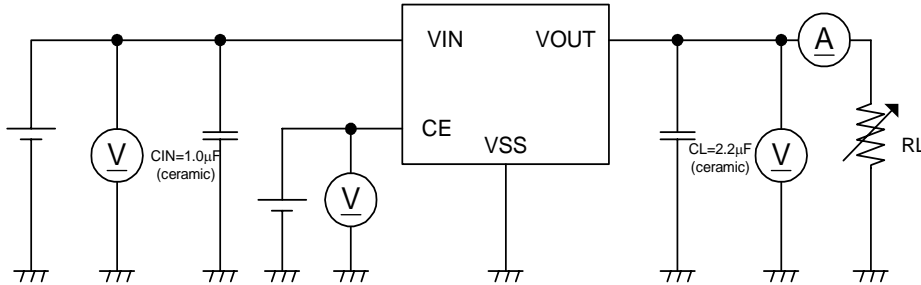 VIN
VOUT
A
CE
VSS
V
CIN=1.0μF
(ceramic)
V
CL=2.2μF
(ceramic)
V
RL